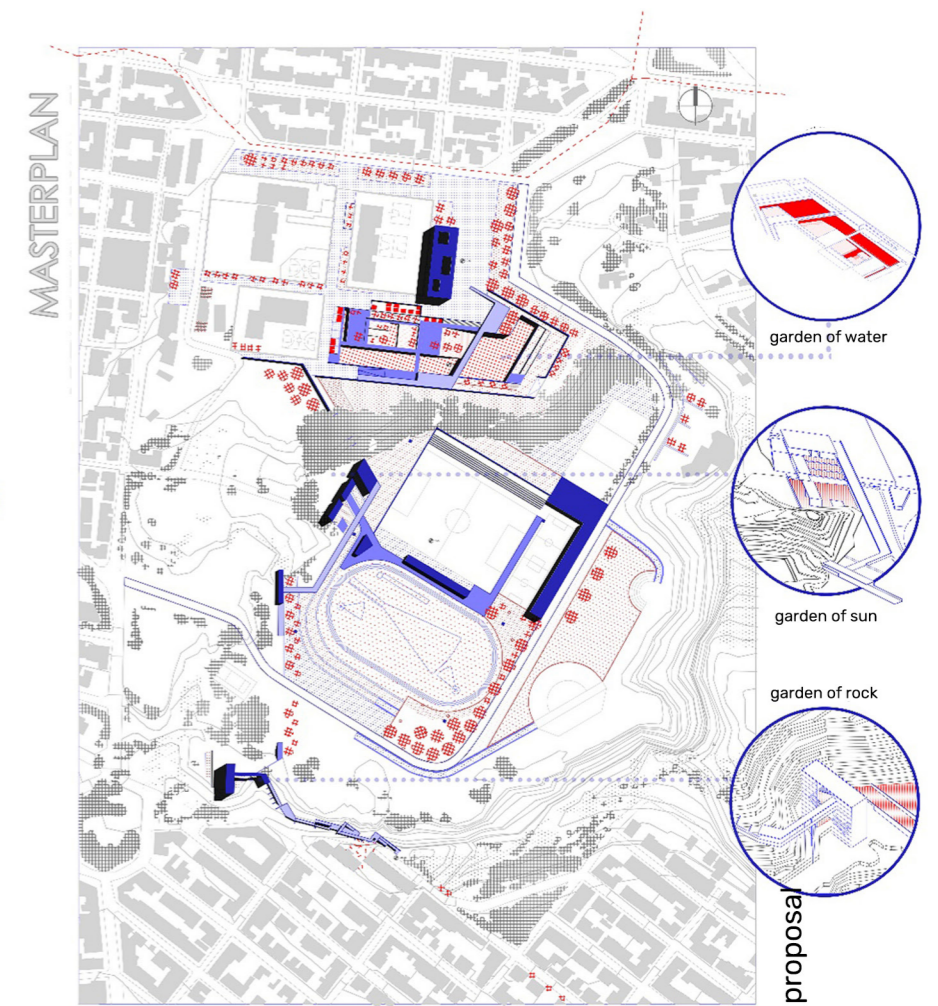 MASTERPLAN
garden of water
garden of sun
garden of rock
proposal